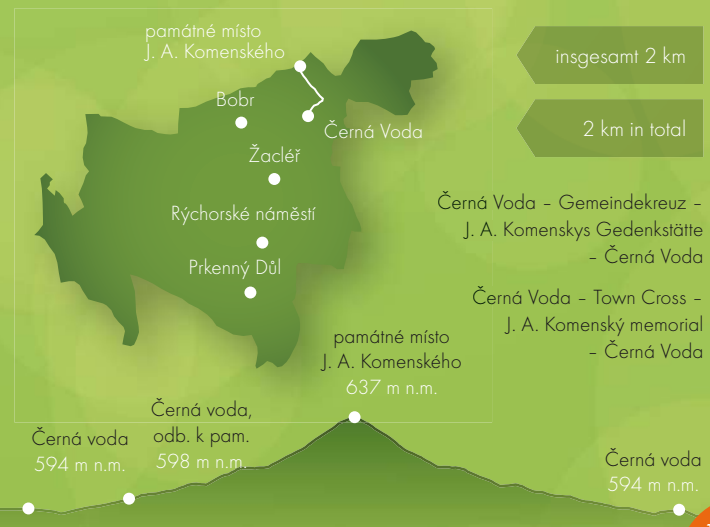 památné místo
J. A. Komenského
Bobr
Černá Voda
Žacléř
Rýchorské náměstí
Prkenný Důl
insgesamt 2 km
2 km in total
Černá Voda – Gemeindekreuz –
J. A. Komenskys Gedenkstätte
– Černá Voda
Černá Voda – Town Cross –
J. A. Komenský memorial
– Černá Voda
památné místo
J. A. Komenského
637 m n.m.
Černá voda,
odb. k pam.
598 m n.m.
Černá voda
594 m n.m.
Černá voda
594 m n.m.